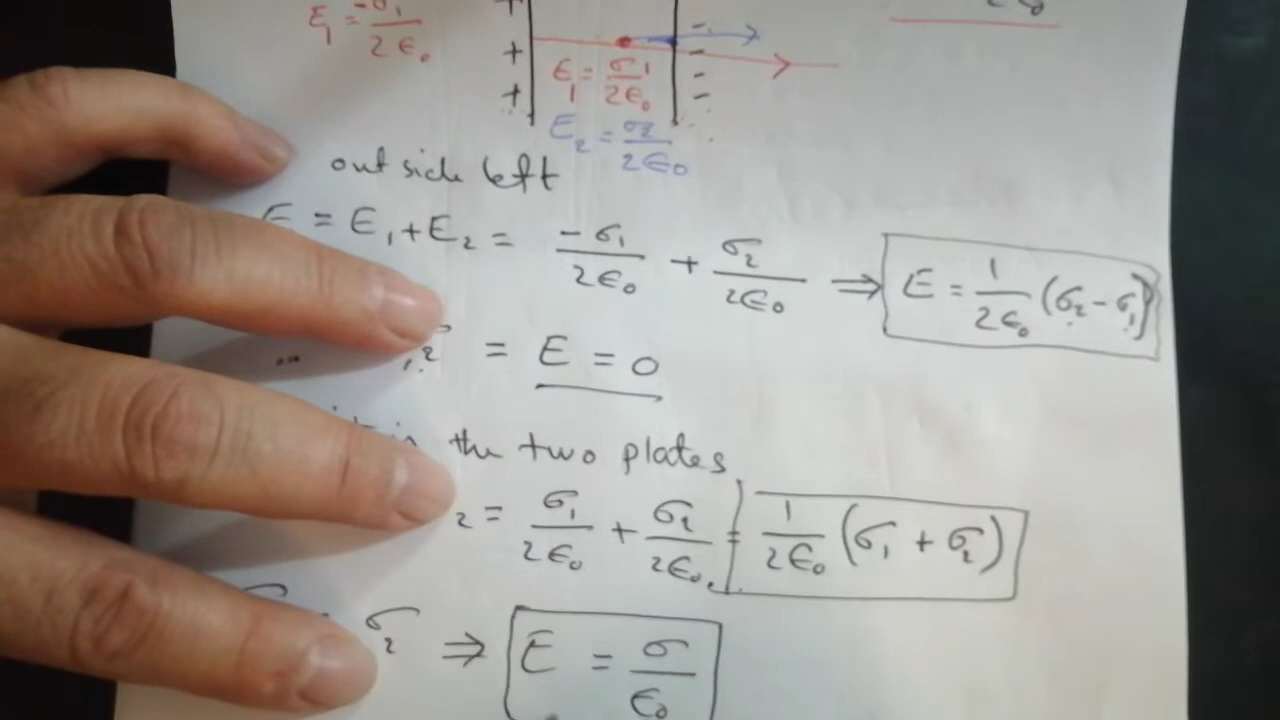 E₁ = -σ₁/2ε₀
+ -
+ -
+ -
E₁ = σ₁/2ε₀
E₂ = σ₂/2ε₀
out side left
= E₁ + E₂ = -σ₁/2ε₀ + σ₂/2ε₀ ⇒ E = 1/2ε₀ (σ₂ - σ₁)
= E = 0
the two plates
₂ = σ₁/2ε₀ + σ₂/2ε₀ = 1/2ε₀ (σ₁ + σ₂)
σ₂ ⇒ E = σ/ε₀